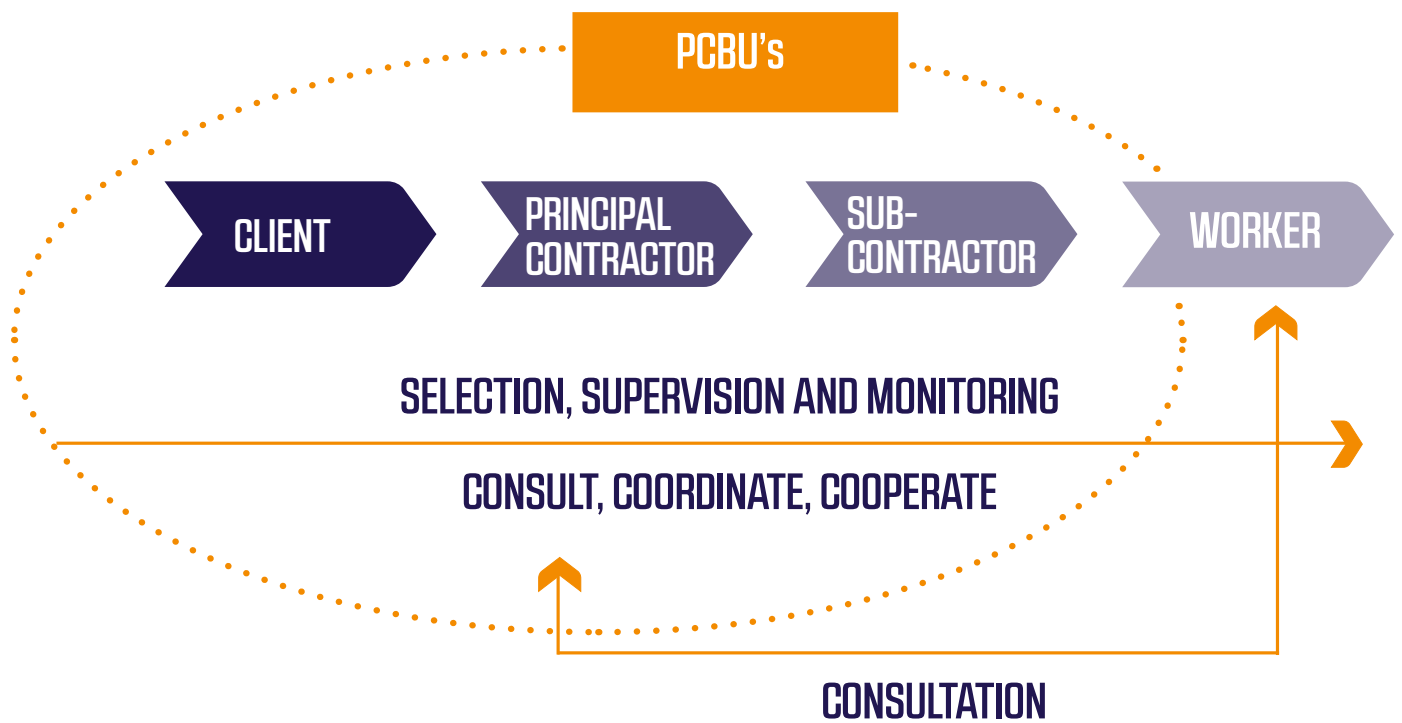 PCBU's
CLIENT
PRINCIPAL
CONTRACTOR
SUB-
CONTRACTOR
WORKER
SELECTION, SUPERVISION AND MONITORING
CONSULT, COORDINATE, COOPERATE
CONSULTATION